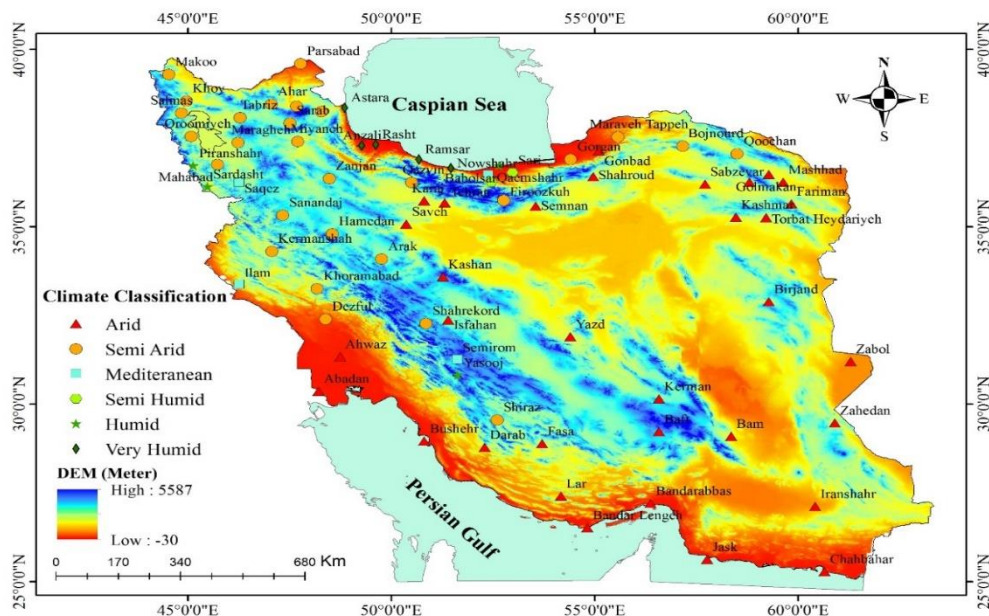 45°0'0"N 50°0'0"N 55°0'0"N 60°0'0"N
40°0'0"N
35°0'0"N
30°0'0"N
25°0'0"N
40°0'0"N
35°0'0"N
30°0'0"N
25°0'0"N
45°0'0"N 50°0'0"N 55°0'0"N 60°0'0"N
N
W E
S
Caspian Sea
Persian Gulf
Parsabad
Makoo
Khoy
Ahar
Astara
Salmas
Tabriz
Sarab
Oroomiyeh
Maragheh
Miyaneh
Anzali
Rasht
Maraveh Tappeh
Bojnourd
Qoochan
Piranshahr
Ramsar
Gorgan
Mahabad
Sardasht
Zanjan
Qazvin
Nowshahr
Sari
Gonbad
Sabzevar
Mashhad
Saqez
Karaj
Babolsar
Qaemshahr
Shahroud
Golmakan
Fariman
Sanandaj
Firoozkuh
Kashmar
Hamedan
Saveh
Semnan
Torbat Heydariyeh
Kermanshah
Arak
Ilam
Khoramabad
Kashan
Birjand
Dezful
Shahrekord
Isfahan
Yazd
Ahwaz
Semirom
Yasooj
Zabol
Abadan
Kerman
Shiraz
Baft
Bam
Zahedan
Bushehr
Darab
Fasa
Lar
Bandarabbas
Iranshahr
Bandar Lengeh
Jask
Chahbahar
Climate Classification
Arid
Semi Arid
Mediteranean
Semi Humid
Humid
Very Humid
DEM (Meter)
High : 5587
Low : -30
0 170 340 680 Km